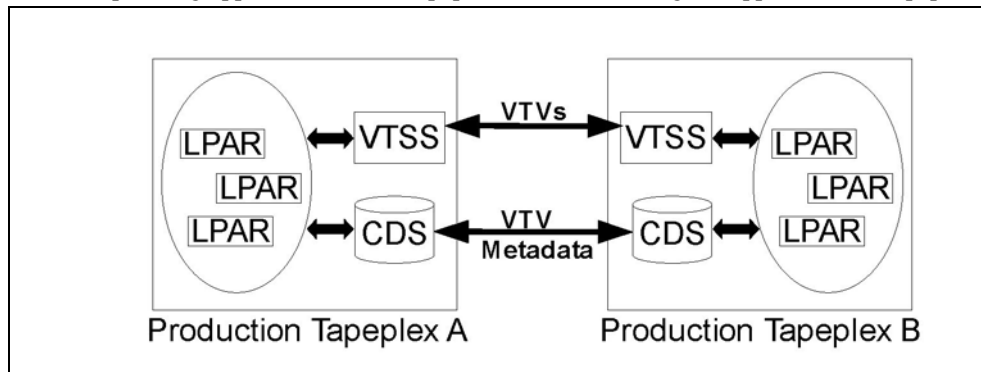 VTVs
LPAR
VTSS
VTSS
LPAR
LPAR
LPAR
LPAR
CDS
VTV
Metadata
CDS
LPAR
Production Tapeplex A
Production Tapeplex B